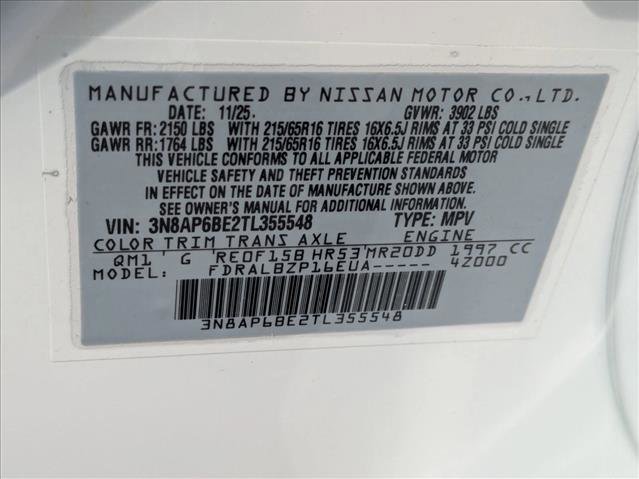 MANUFACTURED BY NISSAN MOTOR CO.,LTD.
DATE: 11/25. GVWR: 3902 LBS
GAWR FR: 2150 LBS WITH 215/65R16 TIRES 16X6.5J RIMS AT 33 PSI COLD SINGLE
GAWR RR: 1764 LBS WITH 215/65R16 TIRES 16X6.5J RIMS AT 33 PSI COLD SINGLE
THIS VEHICLE CONFORMS TO ALL APPLICABLE FEDERAL MOTOR
VEHICLE SAFETY AND THEFT PREVENTION STANDARDS
IN EFFECT ON THE DATE OF MANUFACTURE SHOWN ABOVE.
SEE OWNER'S MANUAL FOR ADDITIONAL INFORMATION.
VIN: 3N8AP6BE2TL355548 TYPE: MPV
COLOR TRIM TRANS AXLE ENGINE
QM1 ' G 'RE0F15B HR53'MR20DD 1997 CC
MODEL: FDRALBZP16EUA----- 42000
3N8AP6BE2TL355548